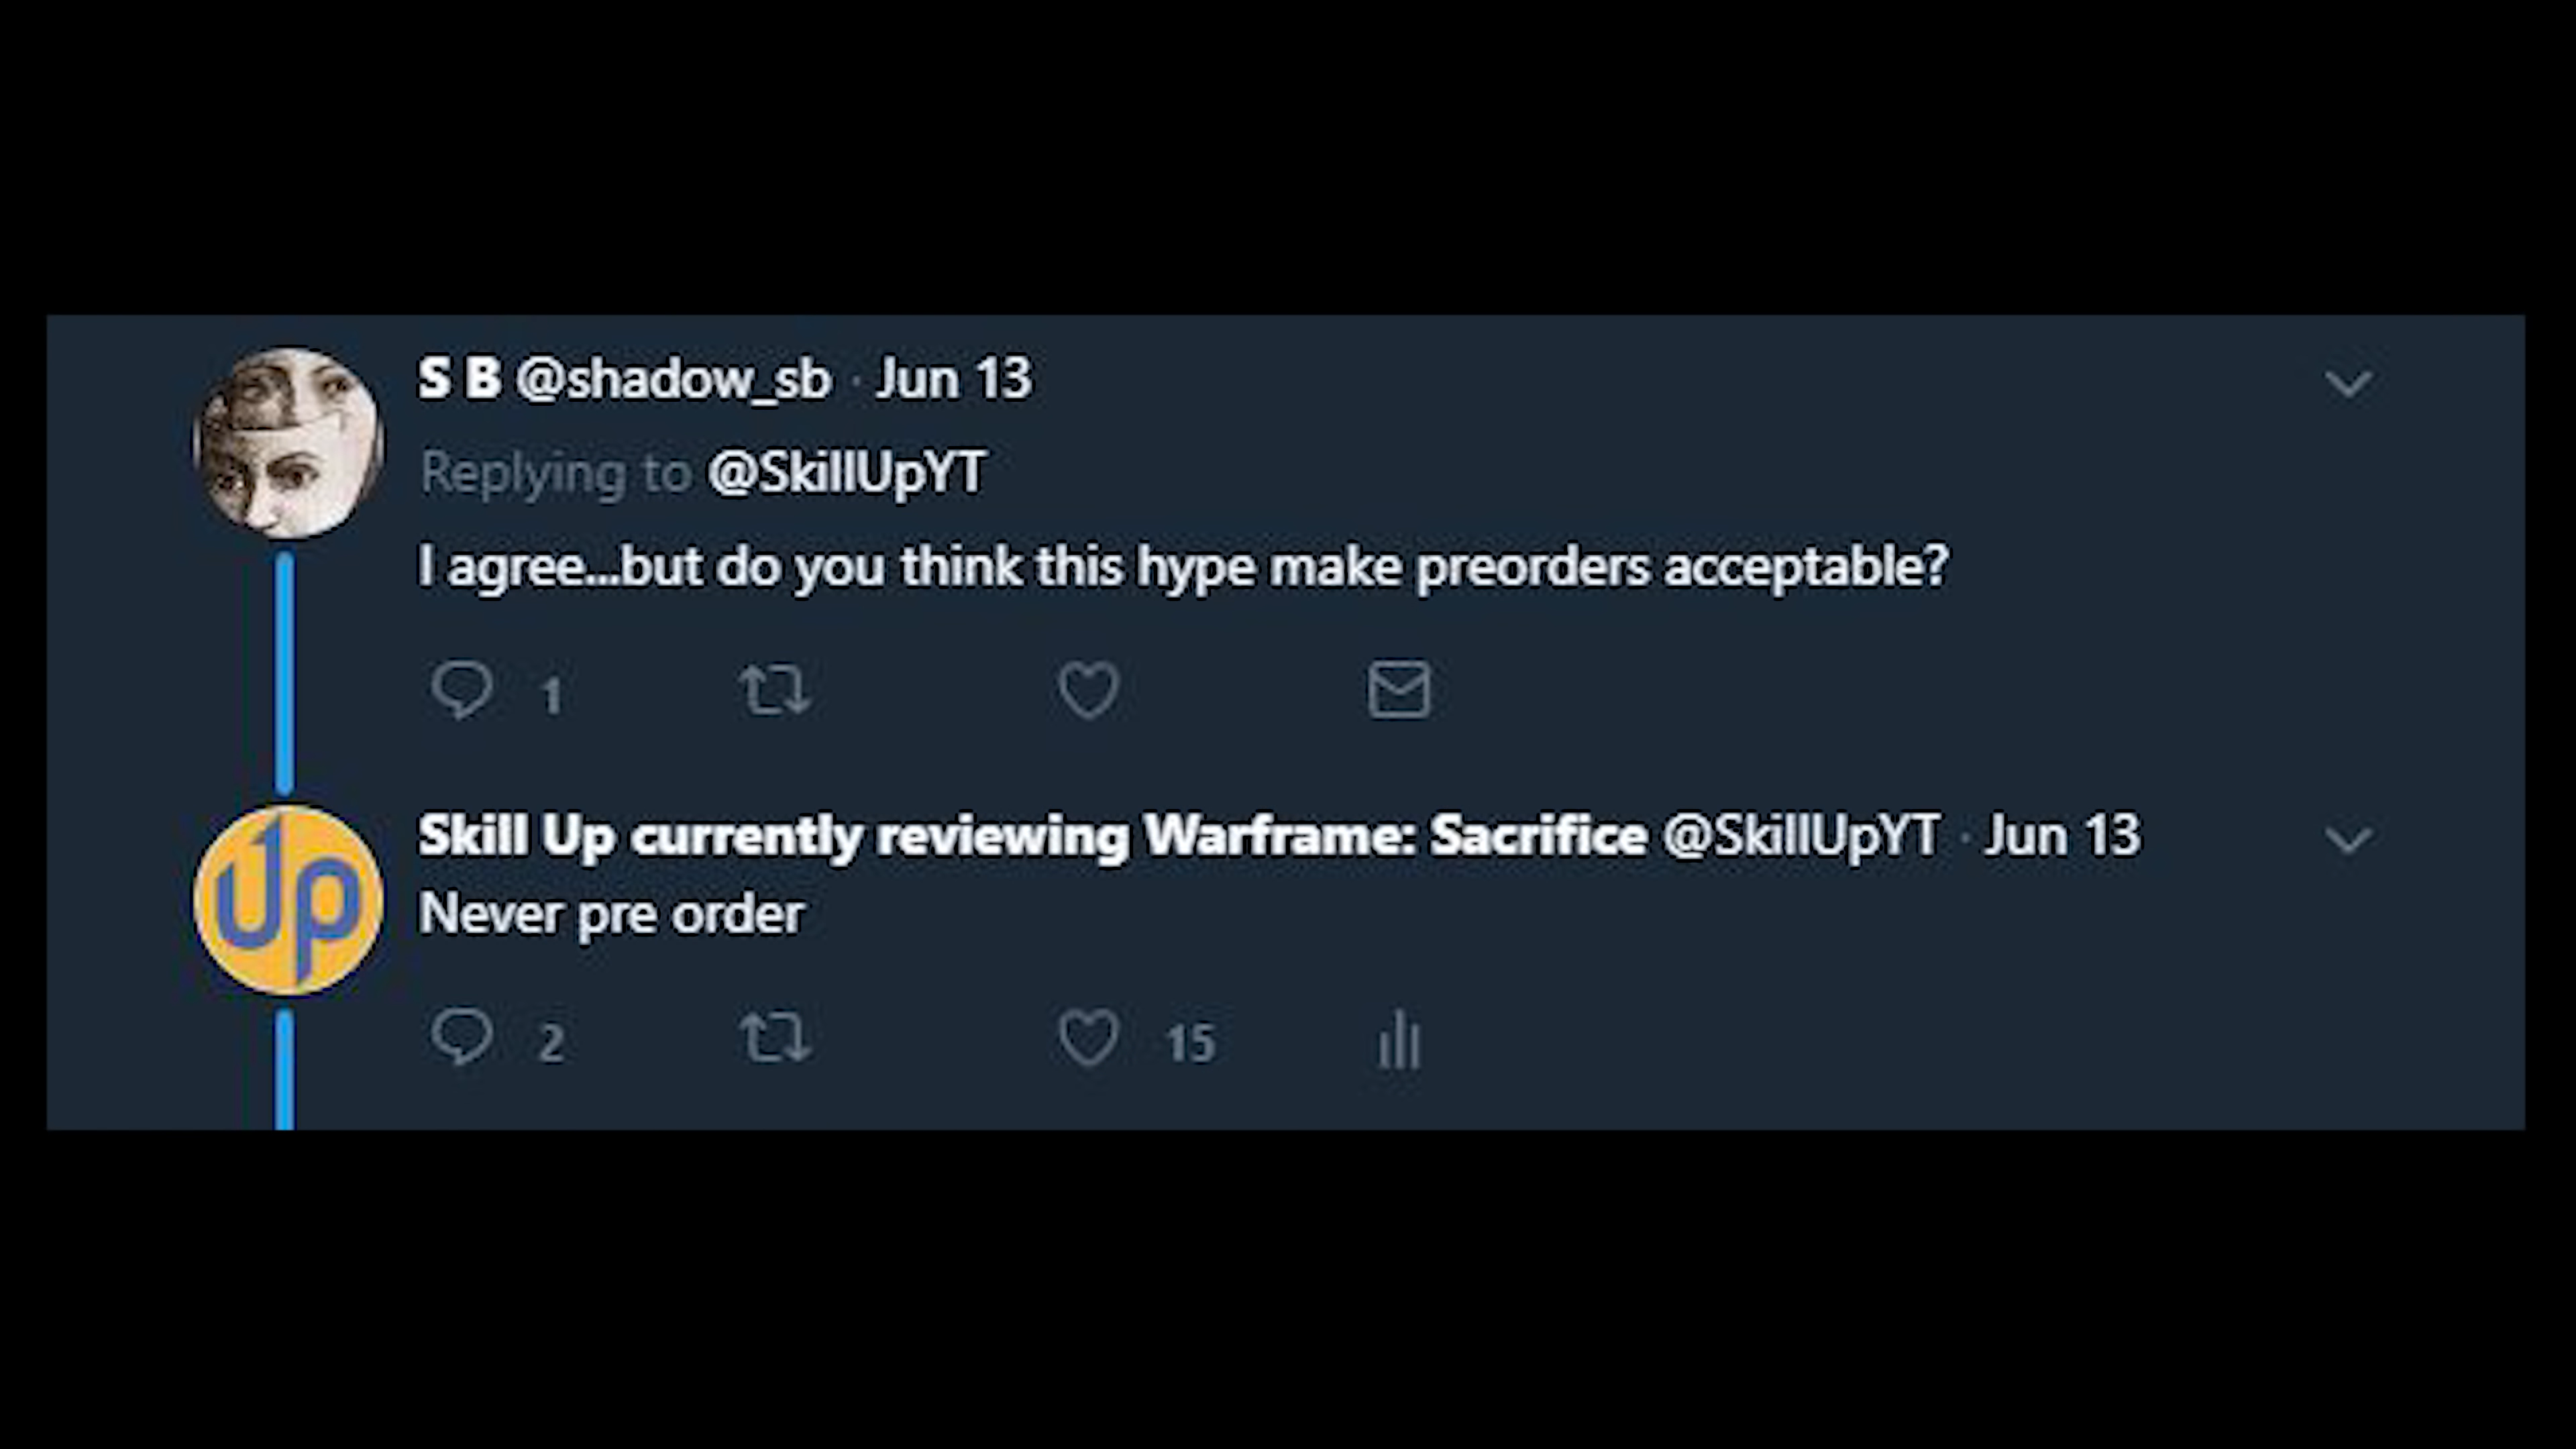 S B @shadow_sb · Jun 13
Replying to @SkillUpYT
I agree...but do you think this hype make preorders acceptable?
1
Skill Up currently reviewing Warframe: Sacrifice @SkillUpYT · Jun 13
Up
Never pre order
2 15